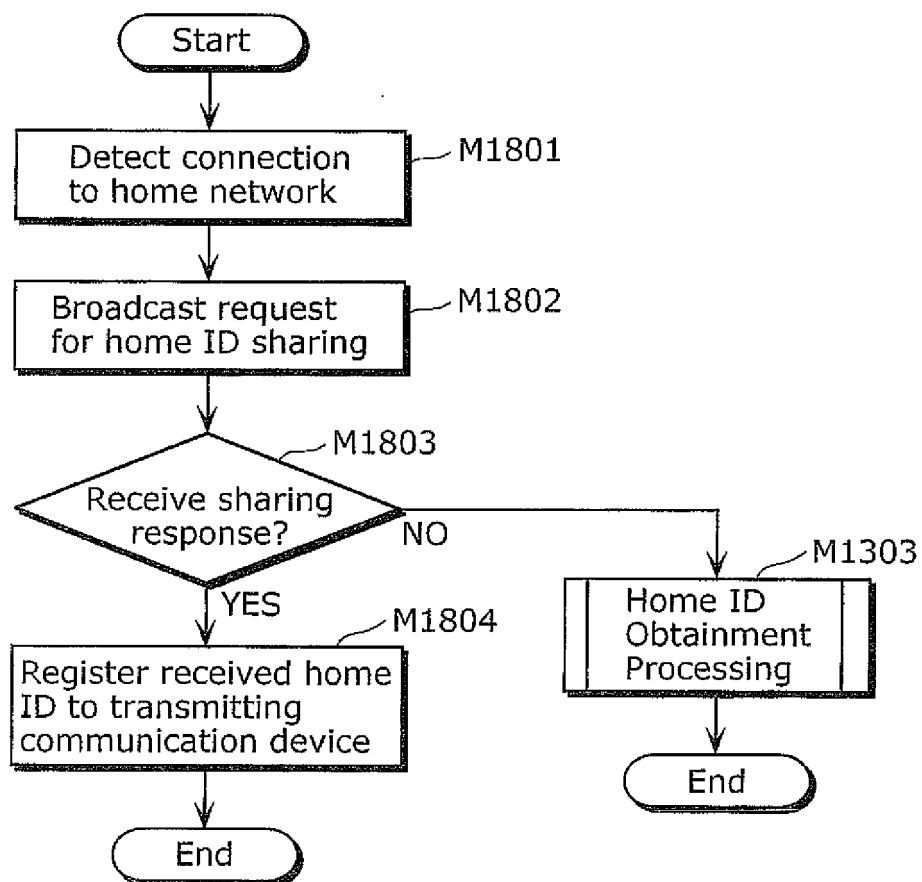 Start
Detect connection
to home network
M1801
Broadcast request
for home ID sharing
M1802
Receive sharing
response?
M1803
NO
YES
M1303
Home ID
Obtainment
Processing
M1804
Register received home
ID to transmitting
communication device
End
End